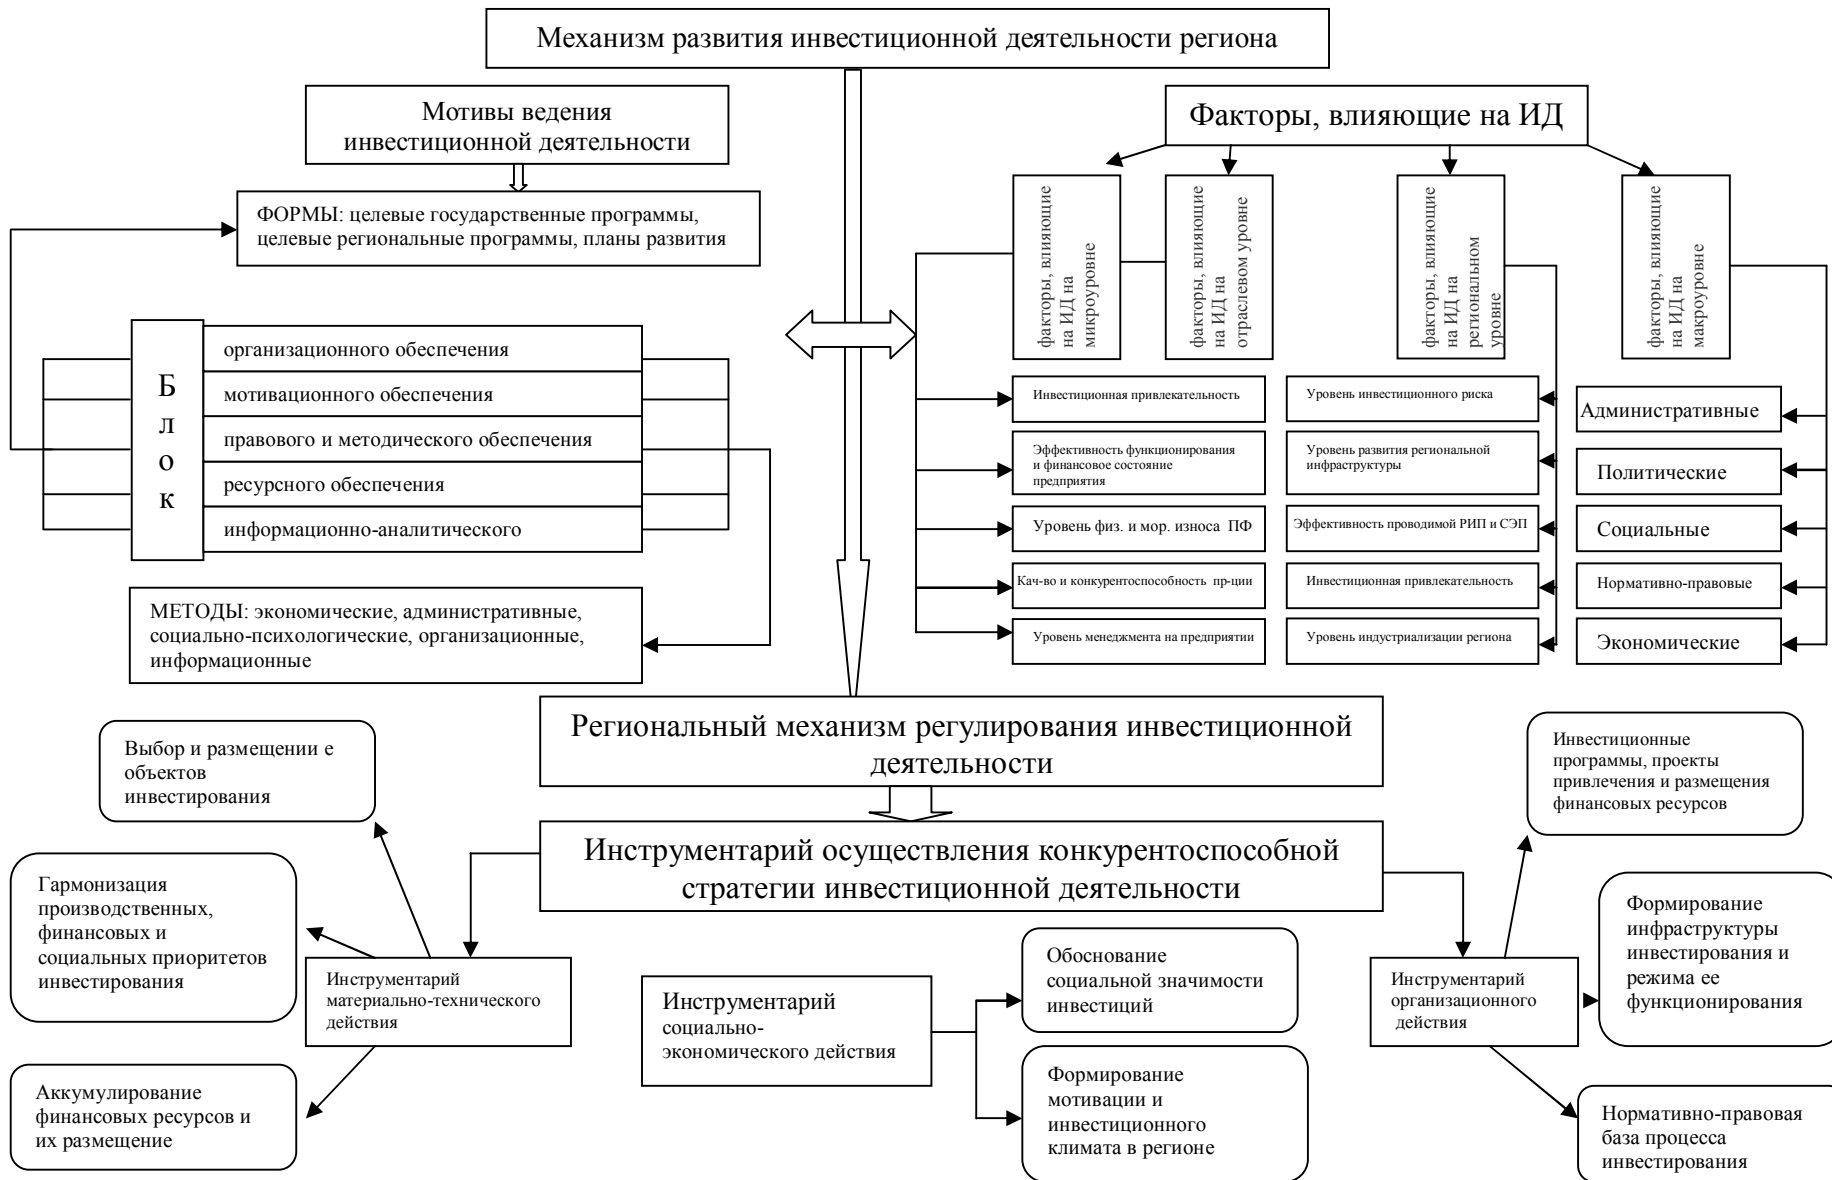 Механизм развития инвестиционной деятельности региона
Мотивы ведения
инвестиционной деятельности
Факторы, влияющие на ИД
ФОРМЫ: целевые государственные программы,
целевые региональные программы, планы развития
факторы, влияющие
на ИД на
микроуровне
факторы, влияющие
на ИД на
отраслевом уровне
факторы, влияющие
на ИД на
региональном
уровне
факторы, влияющие
на ИД на
макроуровне
Б
л
о
к
организационного обеспечения
мотивационного обеспечения
правового и методического обеспечения
ресурсного обеспечения
информационно-аналитического
МЕТОДЫ: экономические, административные,
социально-психологические, организационные,
информационные
Инвестиционная привлекательность
Эффективность функционирования
и финансовое состояние
предприятия
Уровень физ. и мор. износа ПФ
Кач-во и конкурентоспособность пр-ции
Уровень менеджмента на предприятии
Уровень инвестиционного риска
Уровень развития региональной
инфраструктуры
Эффективность проводимой РИП и СЭП
Инвестиционная привлекательность
Уровень индустриализации региона
Административные
Политические
Социальные
Нормативно-правовые
Экономические
Региональный механизм регулирования инвестиционной
деятельности
Инструментарий осуществления конкурентоспособной
стратегии инвестиционной деятельности
Выбор и размещении е
объектов
инвестирования
Гармонизация
производственных,
финансовых и
социальных приоритетов
инвестирования
Аккумулирование
финансовых ресурсов и
их размещение
Инструментарий
материально-технического
действия
Инструментарий
социально-
экономического действия
Обоснование
социальной значимости
инвестиций
Формирование
мотивации и
инвестиционного
климата в регионе
Инструментарий
организационного
действия
Инвестиционные
программы, проекты
привлечения и размещения
финансовых ресурсов
Формирование
инфраструктуры
инвестирования и
режима ее
функционирования
Нормативно-правовая
база процесса
инвестирования